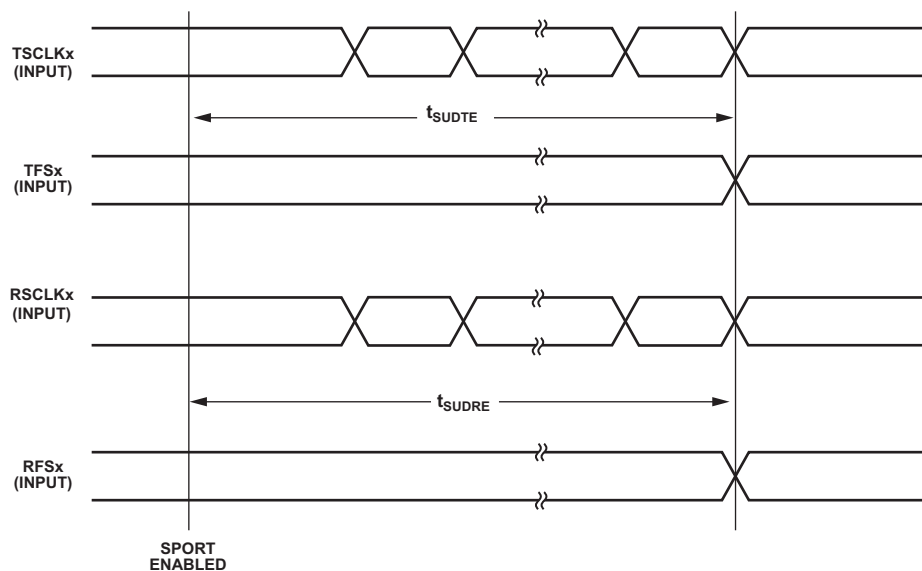 TSCLKx
(INPUT)
tSUDTE
TFSx
(INPUT)
RSCLKx
(INPUT)
tSUDRE
RFSx
(INPUT)
SPORT
ENABLED